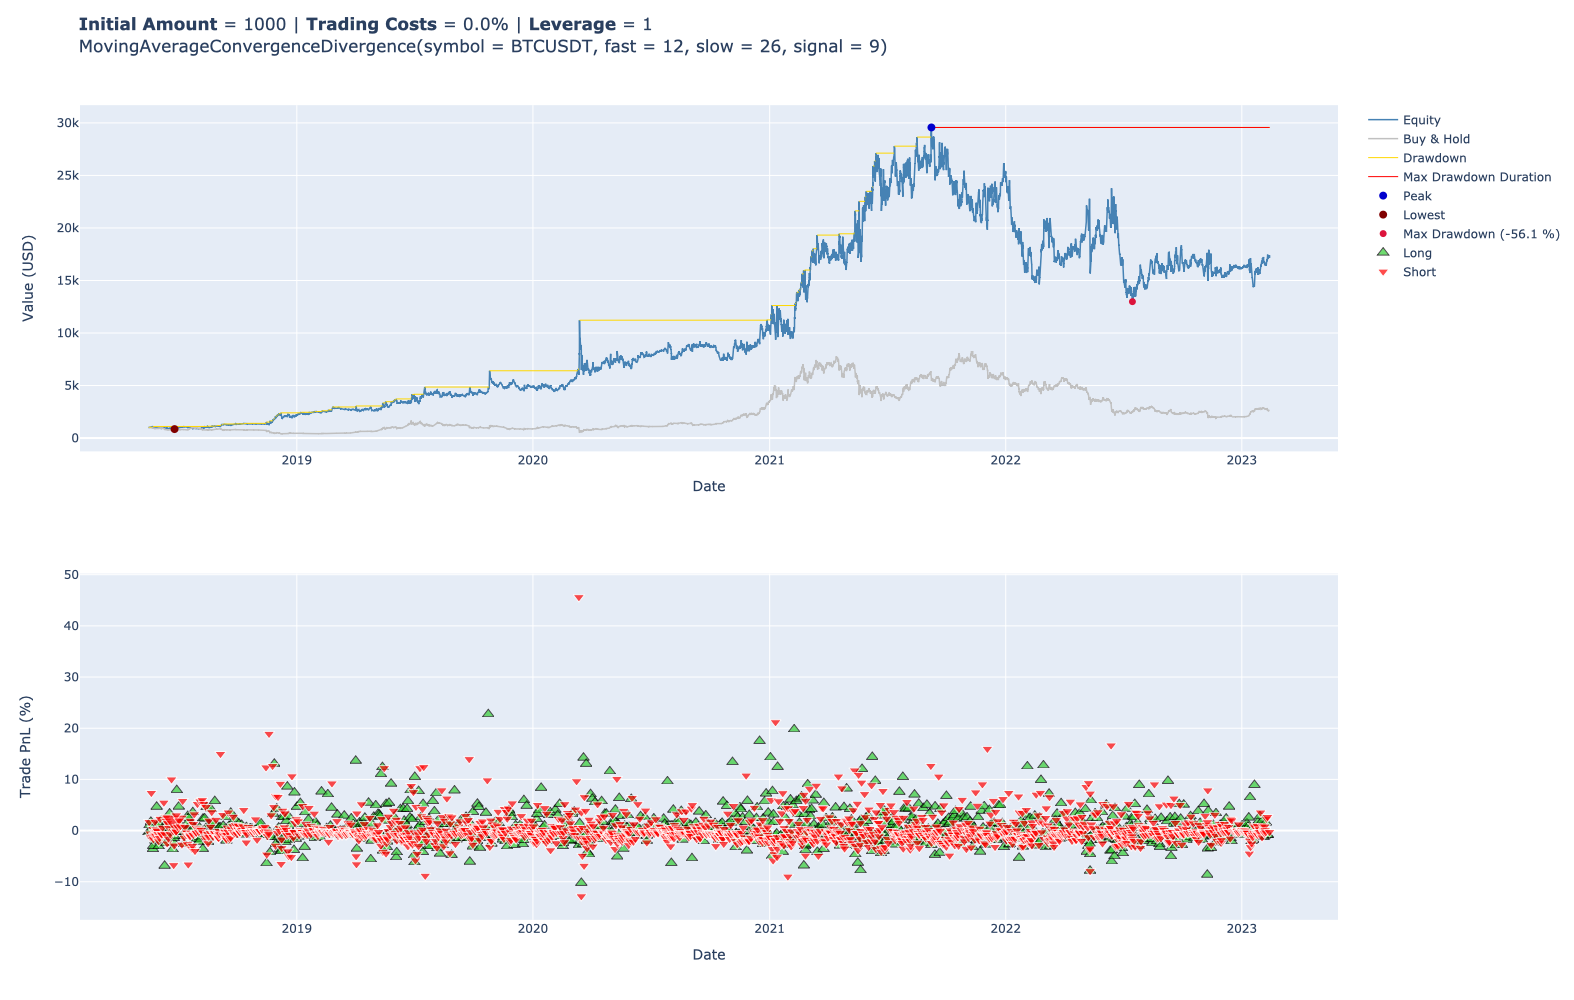 Initial Amount = 1000 | Trading Costs = 0.0% | Leverage = 1
MovingAverageConvergenceDivergence(symbol = BTCUSDT, fast = 12, slow = 26, signal = 9)
30k
25k
20k
15k
10k
5k
0
Value (USD)
2019
2020
2021
2022
2023
Date
Equity
Buy & Hold
Drawdown
Max Drawdown Duration
Peak
Lowest
Max Drawdown (-56.1 %)
Long
Short
50
40
30
20
10
0
−10
Trade PnL (%)
2019
2020
2021
2022
2023
Date